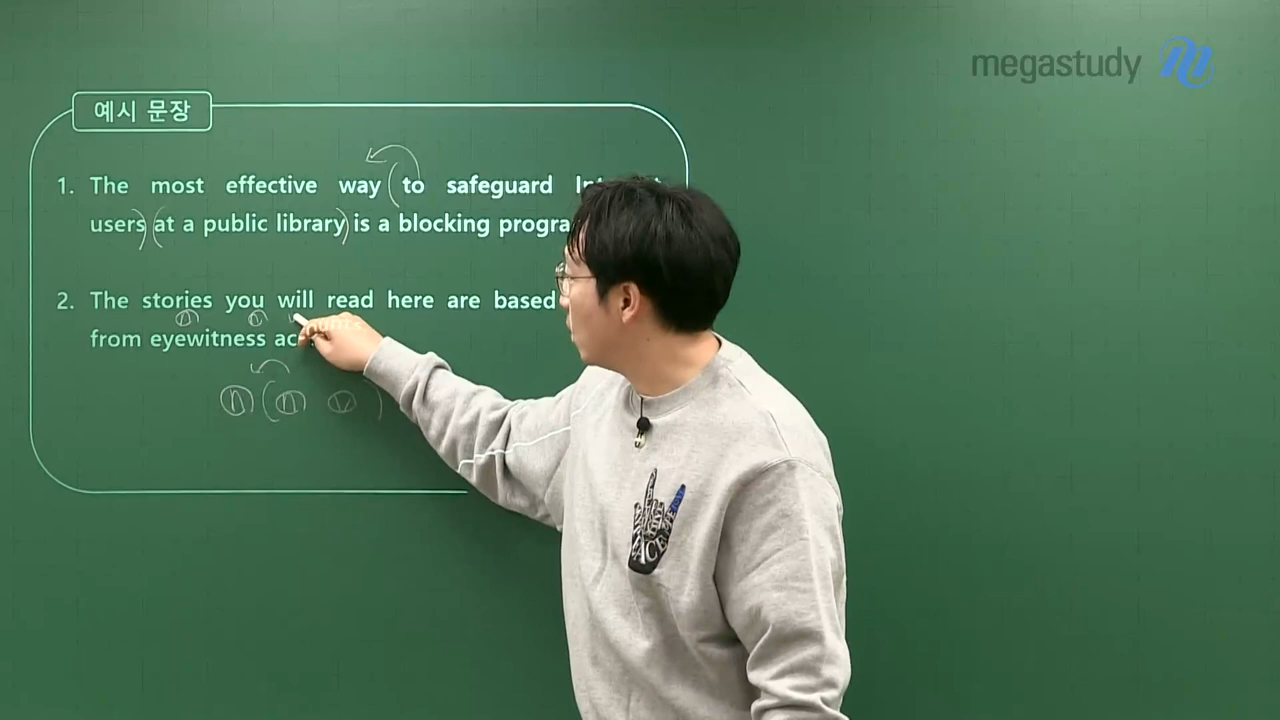 megastudy
예시 문장
1. The most effective way to safeguard
users at a public library is a blocking
2. The stories you will read here are based
from eyewitness
n n v
n n v